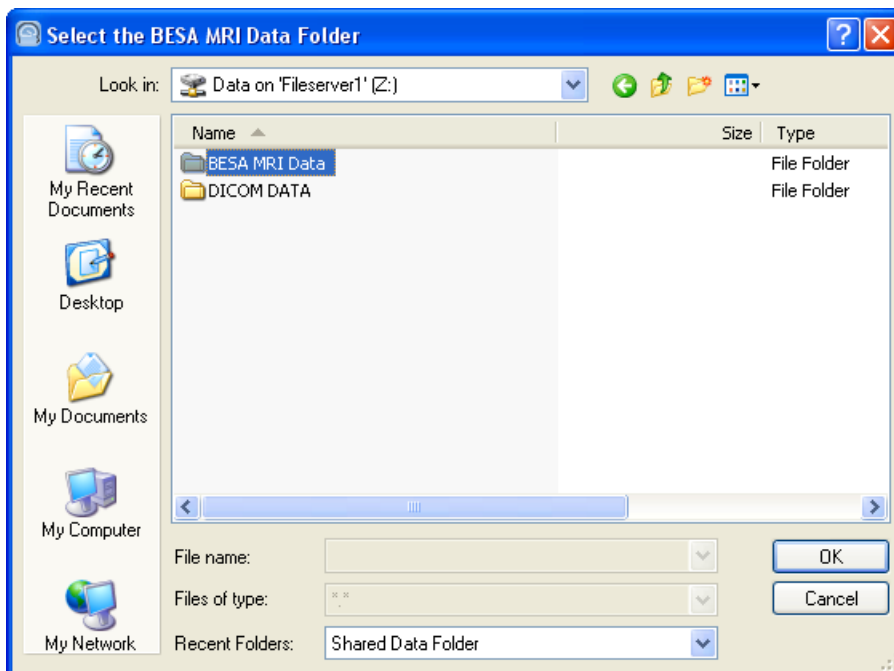 Select the BESA MRI Data Folder
Look in:
Data on 'Fileserver1' (Z:)
Name
Size
Type
BESA MRI Data
File Folder
DICOM DATA
File Folder
My Recent
Documents
Desktop
My Documents
My Computer
My Network
File name:
OK
Files of type:
*.*
Cancel
Recent Folders:
Shared Data Folder